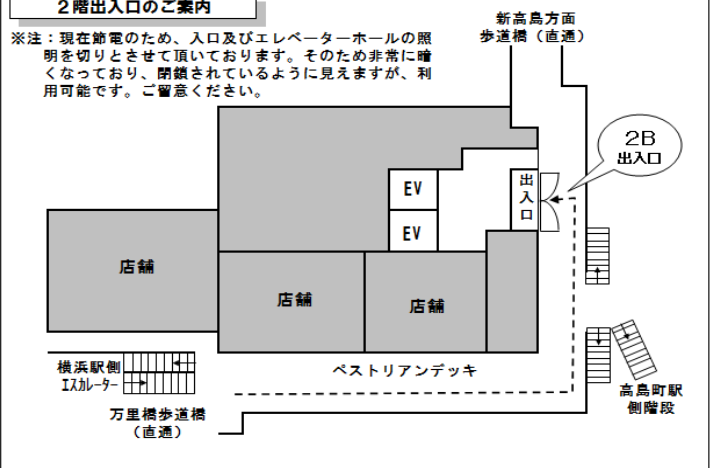 2階出入口のご案内
※注：現在節電のため、入口及びエレベーターホールの照
明を切りとさせて頂いております。そのため非常に暗
くなっており、閉鎖されているように見えますが、利
用可能です。ご留意ください。
新高島方面
歩道橋（直通）
2B
出入口
EV
出入口
EV
店舗
店舗
店舗
横浜駅側
エスカレーター
ペストリアンデッキ
高島町駅
側階段
万里橋歩道橋
（直通）